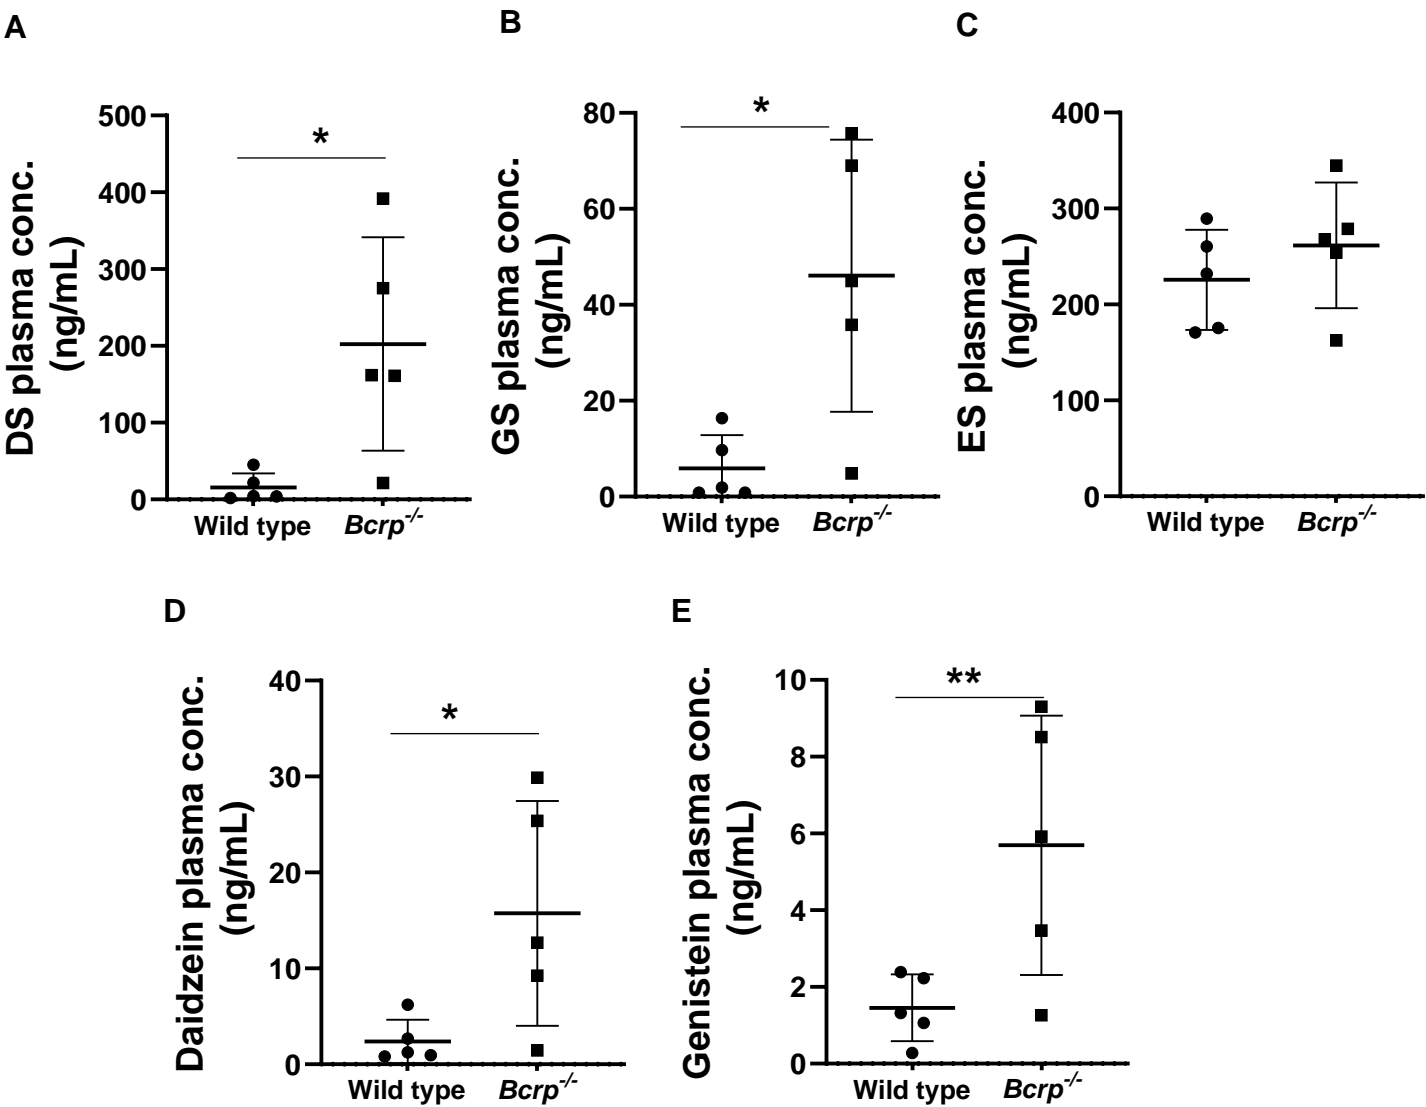 A
B
C
DS plasma conc.
(ng/mL)
500
400
300
200
100
0
*
Wild type
Bcrp-/-
GS plasma conc.
(ng/mL)
80
60
40
20
0
*
Wild type
Bcrp-/-
ES plasma conc.
(ng/mL)
400
300
200
100
0
Wild type
Bcrp-/-
D
E
Daidzein plasma conc.
(ng/mL)
40
30
20
10
0
*
Wild type
Bcrp-/-
Genistein plasma conc.
(ng/mL)
10
8
6
4
2
0
**
Wild type
Bcrp-/-